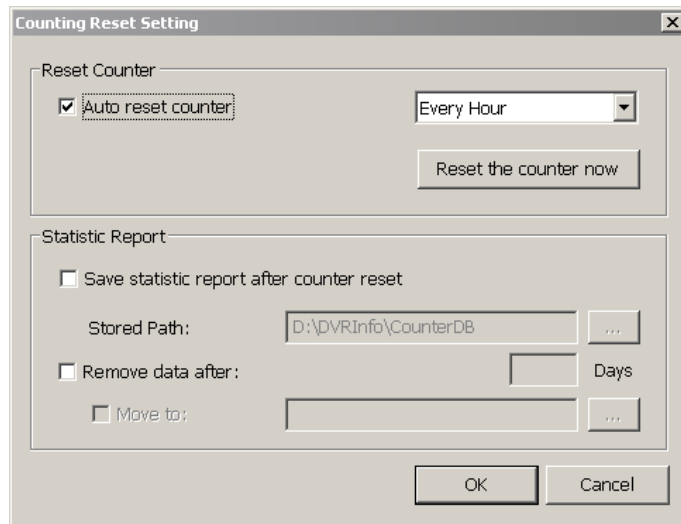 Counting Reset Setting
Reset Counter
Auto reset counter
Every Hour
Reset the counter now
Statistic Report
Save statistic report after counter reset
Stored Path: D:\DVRInfo\CounterDB ...
Remove data after: Days
Move to: ...
OK Cancel